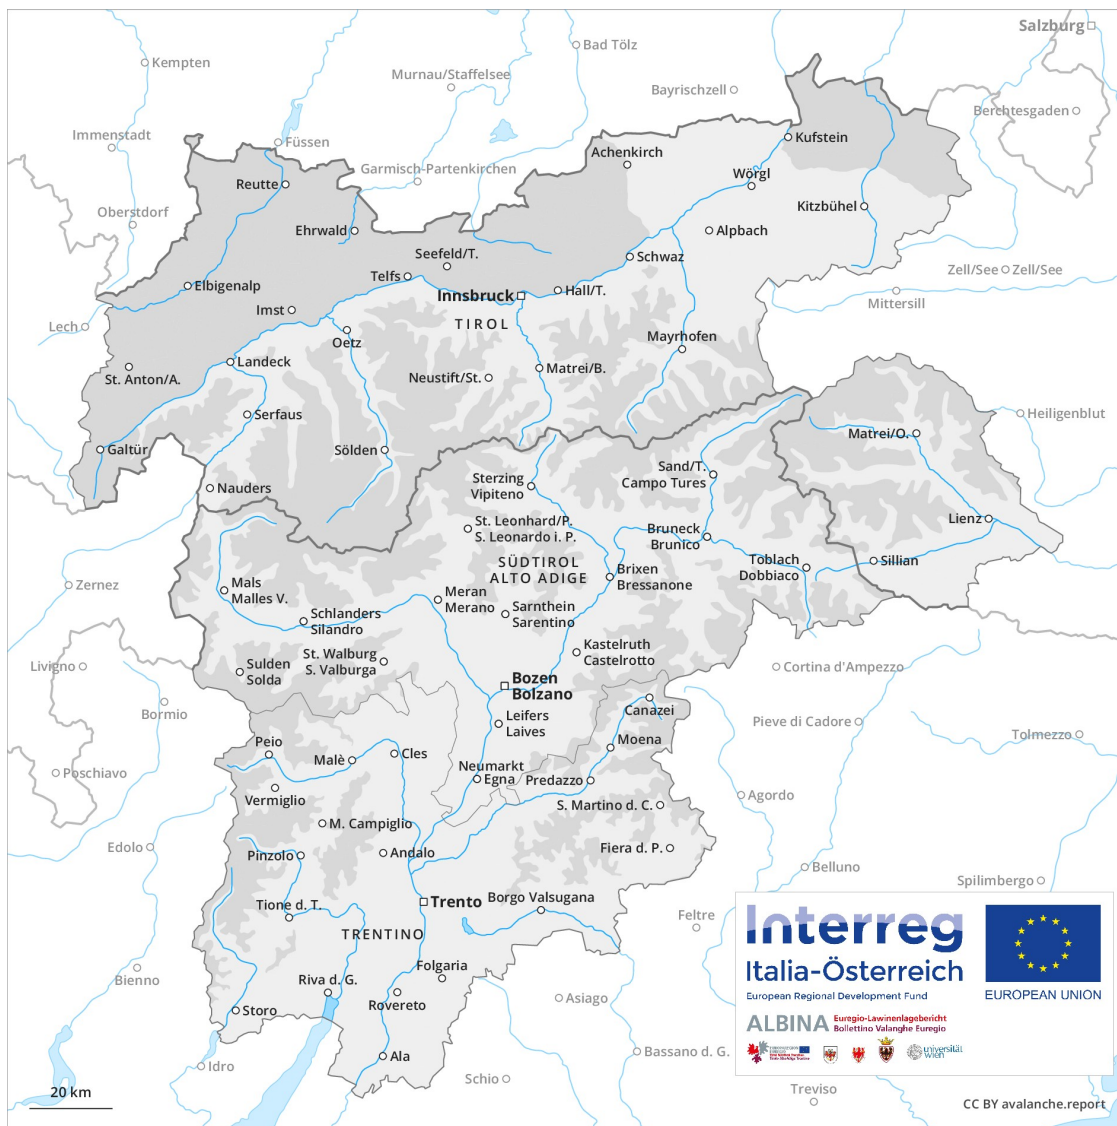 Salzburg
Bad Tölz
Kempten
Murnau/Staffelsee
Bayrischzell
Berchtesgaden
Immenstadt
Füssen
Kufstein
Achenkirch
Garmisch-Partenkirchen
Wörgl
Reutte
Kitzbühel
Oberstdorf
Ehrwald
Alpbach
Seefeld/T.
Schwaz
Zell/See
Zell/See
Telfs
Elbigenalp
Hall/T.
Innsbruck
Mittersill
Imst
TIROL
Lech
Oetz
Mayrhofen
Landeck
Matrei/B.
St. Anton/A.
Neustift/St.
Serfaus
Heiligenblut
Matrei/O.
Galtür
Sölden
Sand/T.
Campo Tures
Sterzing
Vipiteno
Nauders
Lienz
St. Leonhard/P.
S. Leonardo i. P.
Bruneck
Brunico
SÜDTIROL
ALTO ADIGE
Toblach
Dobbiaco
Sillian
Brixen
Bressanone
Zernez
Mals
Malles V.
Meran
Merano
Sarnthein
Sarentino
Schlanders
Silandro
Kastelruth
Castelrotto
St. Walburg
S. Valburga
Livigno
Sulden
Solda
Cortina d'Ampezzo
Bozen
Bolzano
Bormio
Canazei
Leifers
Laives
Pieve di Cadore
Tolmezzo
Peio
Moena
Malè
Cles
Poschiavo
Neumarkt
Egna
Predazzo
Vermiglio
S. Martino d. C.
Agordo
M. Campiglio
Edolo
Pinzolo
Andalo
Fiera d. P.
Belluno
Spilimbergo
Trento
Borgo Valsugana
Tione d. T.
Feltre
TRENTINO
Interreg
Italia-Österreich
European Regional Development Fund
EUROPEAN UNION
Folgaria
Bienno
Riva d. G.
Rovereto
Asiago
Storo
ALBINA
Euregio-Lawinenlagebericht
Bollettino Valanghe Euregio
universität
wien
Ala
Bassano d. G.
Idro
Schio
Treviso
20 km
CC BY avalanche.report